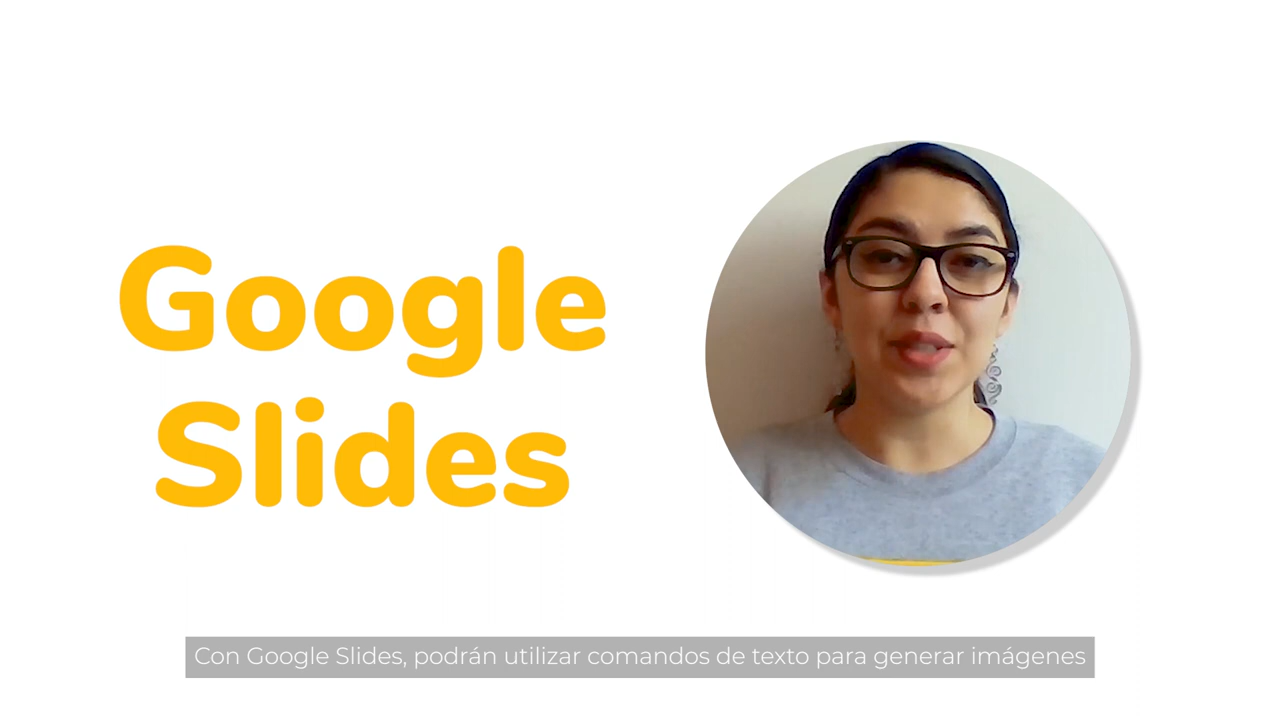 Google
Slides
Con Google Slides, podrán utilizar comandos de texto para generar imágenes